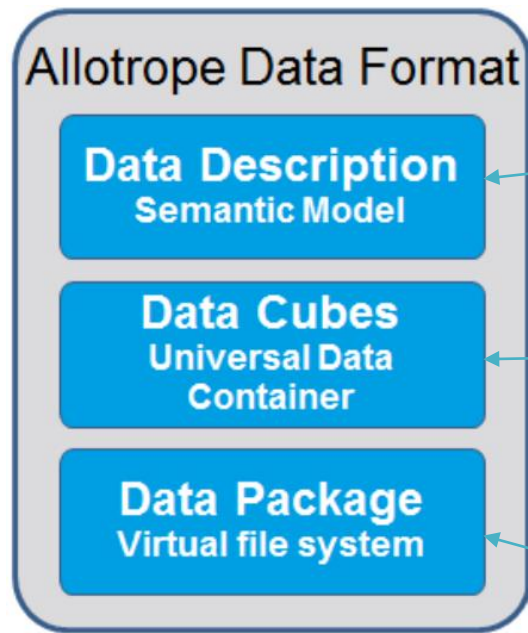 Allotrope Data Format
Data Description
Semantic Model
Data Cubes
Universal Data
Container
Data Package
Virtual file system